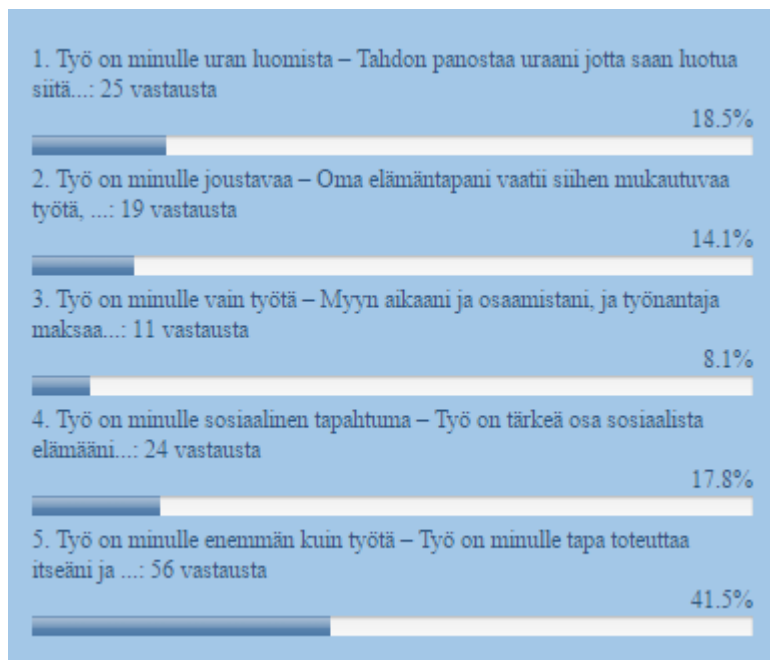 1. Työ on minulle uran luomista – Tahdon panostaa uraani jotta saan luotua
siitä...: 25 vastausta
18.5%
2. Työ on minulle joustavaa – Oma elämäntapani vaatii siihen mukautuvaa
työtä, ...: 19 vastausta
14.1%
3. Työ on minulle vain työtä – Myyn aikaani ja osaamistani, ja työnantaja
maksaa...: 11 vastausta
8.1%
4. Työ on minulle sosiaalinen tapahtuma – Työ on tärkeä osa sosiaalista
elämääni...: 24 vastausta
17.8%
5. Työ on minulle enemmän kuin työtä – Työ on minulle tapa toteuttaa
itseäni ja ...: 56 vastausta
41.5%